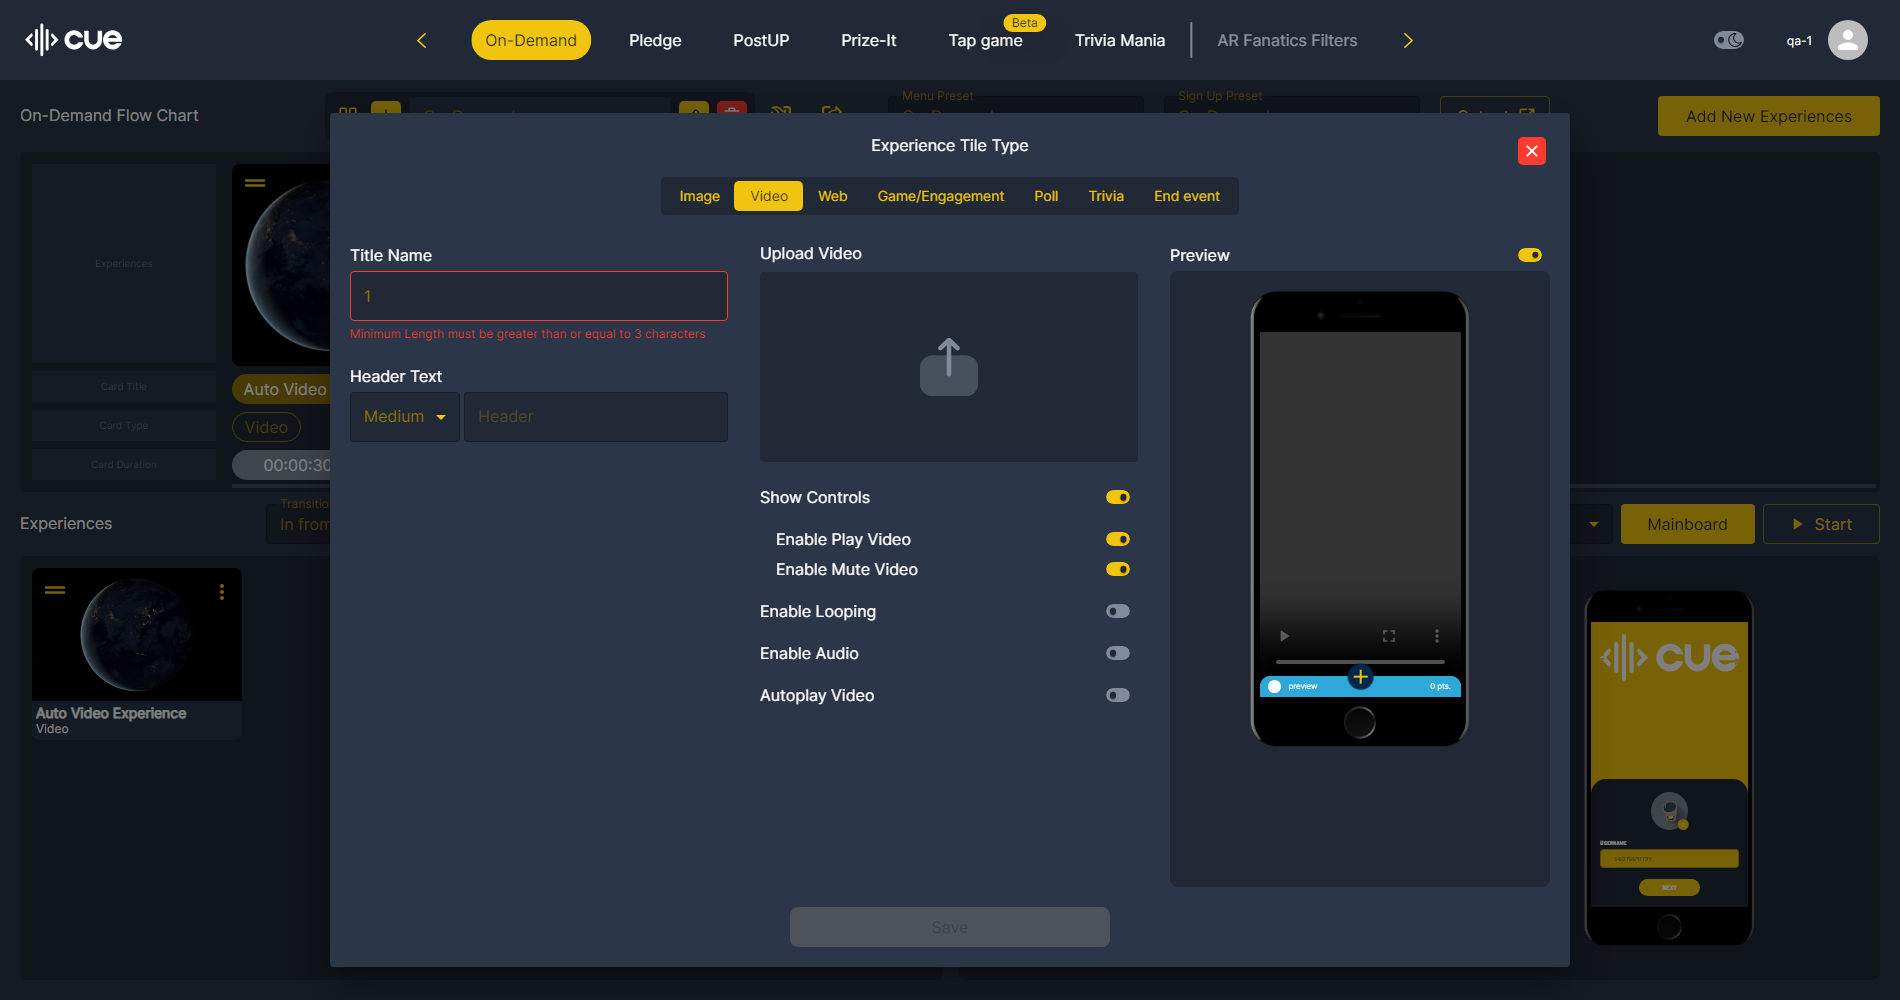 cue
On-Demand
Pledge
PostUP
Prize-It
Beta
Tap game
Trivia Mania
AR Fanatics Filters
qa-1
On-Demand Flow Chart
Menu Preset
Sign Up Preset
Add New Experiences
Experience Tile Type
Image
Video
Web
Game/Engagement
Poll
Trivia
End event
Experiences
Card Title
Card Type
Card Duration
Auto Video
Video
00:00:30
Title Name
1
Minimum Length must be greater than or equal to 3 characters
Header Text
Medium
Header
Upload Video
Show Controls
Enable Play Video
Enable Mute Video
Enable Looping
Enable Audio
Autoplay Video
Preview
preview
0 pts.
Save
Experiences
Transitio
In from
Mainboard
Start
Auto Video Experience
Video
cue
Username
NEXT